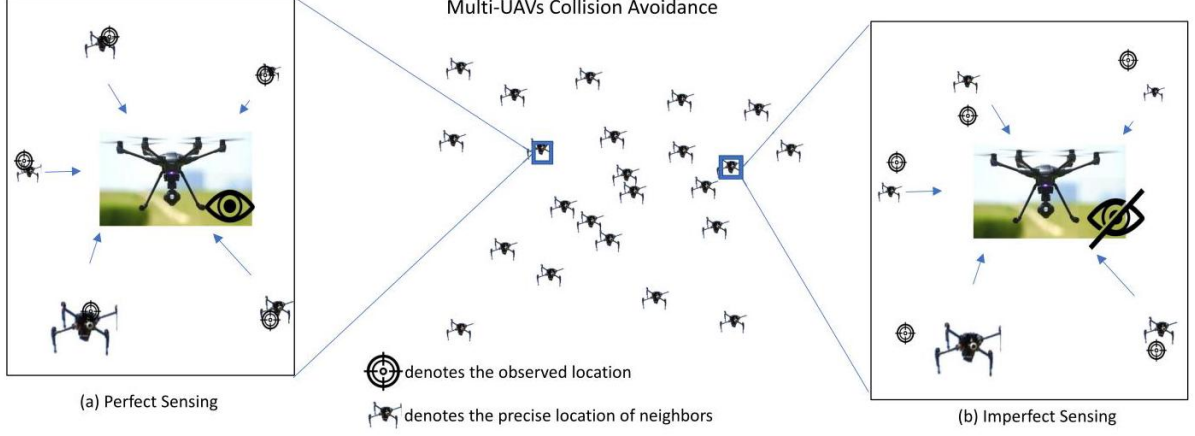 Multi-UAVs Collision Avoidance
denotes the observed location
(a) Perfect Sensing
denotes the precise location of neighbors
(b) Imperfect Sensing